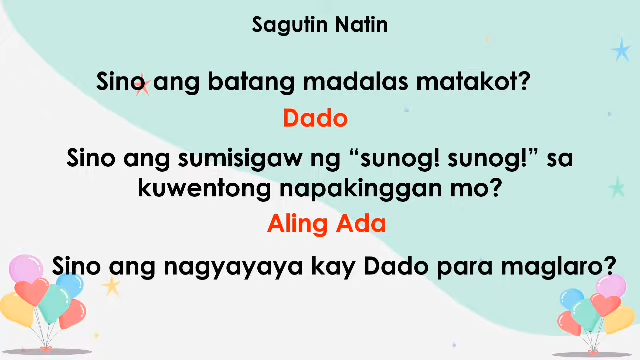 Sagutin Natin
Sino ang batang madalas matakot?
Dado
Sino ang sumisigaw ng “sunog! sunog!” sa
kuwentong napakinggan mo?
Aling Ada
Sino ang nagyayaya kay Dado para maglaro?